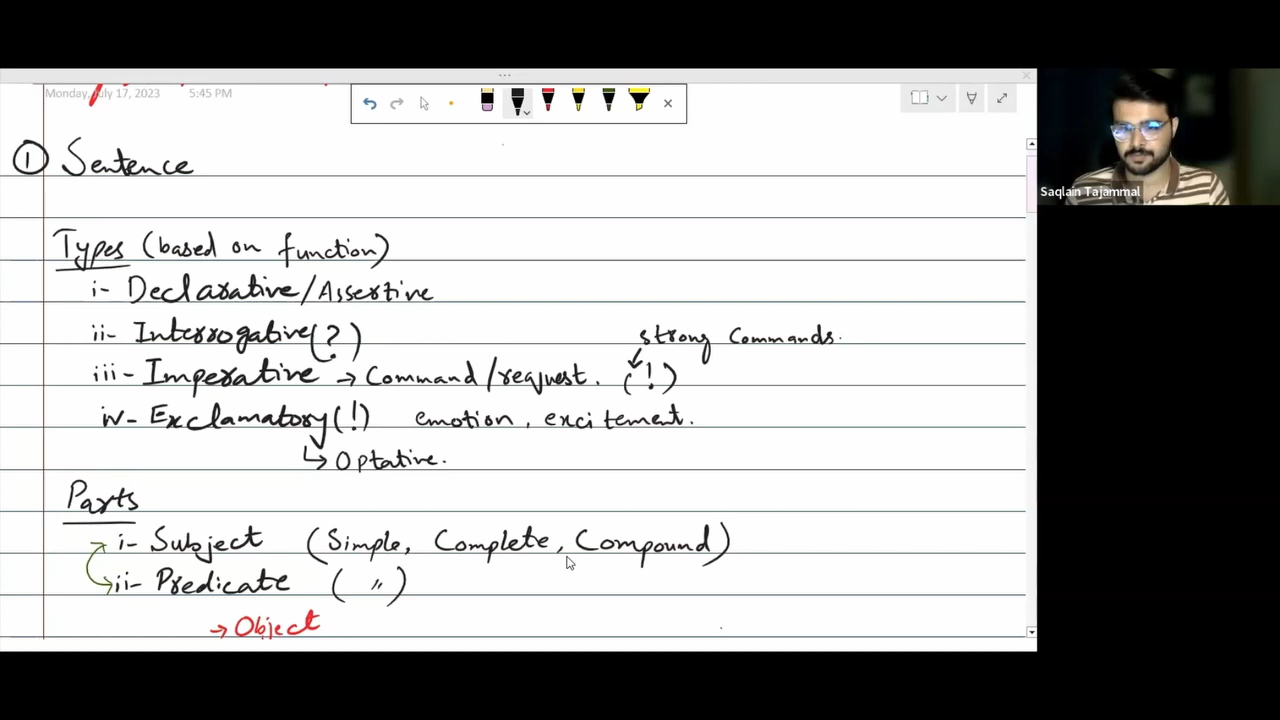 Monday, July 17, 2023 5:45 PM
① Sentence
Types (based on function)
i- Declarative/Assertive
ii- Interrogative(?)
strong Commands.
iii- Imperative → Command/request. (!)
iv- Exclamatory(!) emotion, excitement.
↳ Optative.
Parts
i- Subject (Simple, Complete, Compound)
ii- Predicate (〃 )
→ Object
Saqlain Tajammal